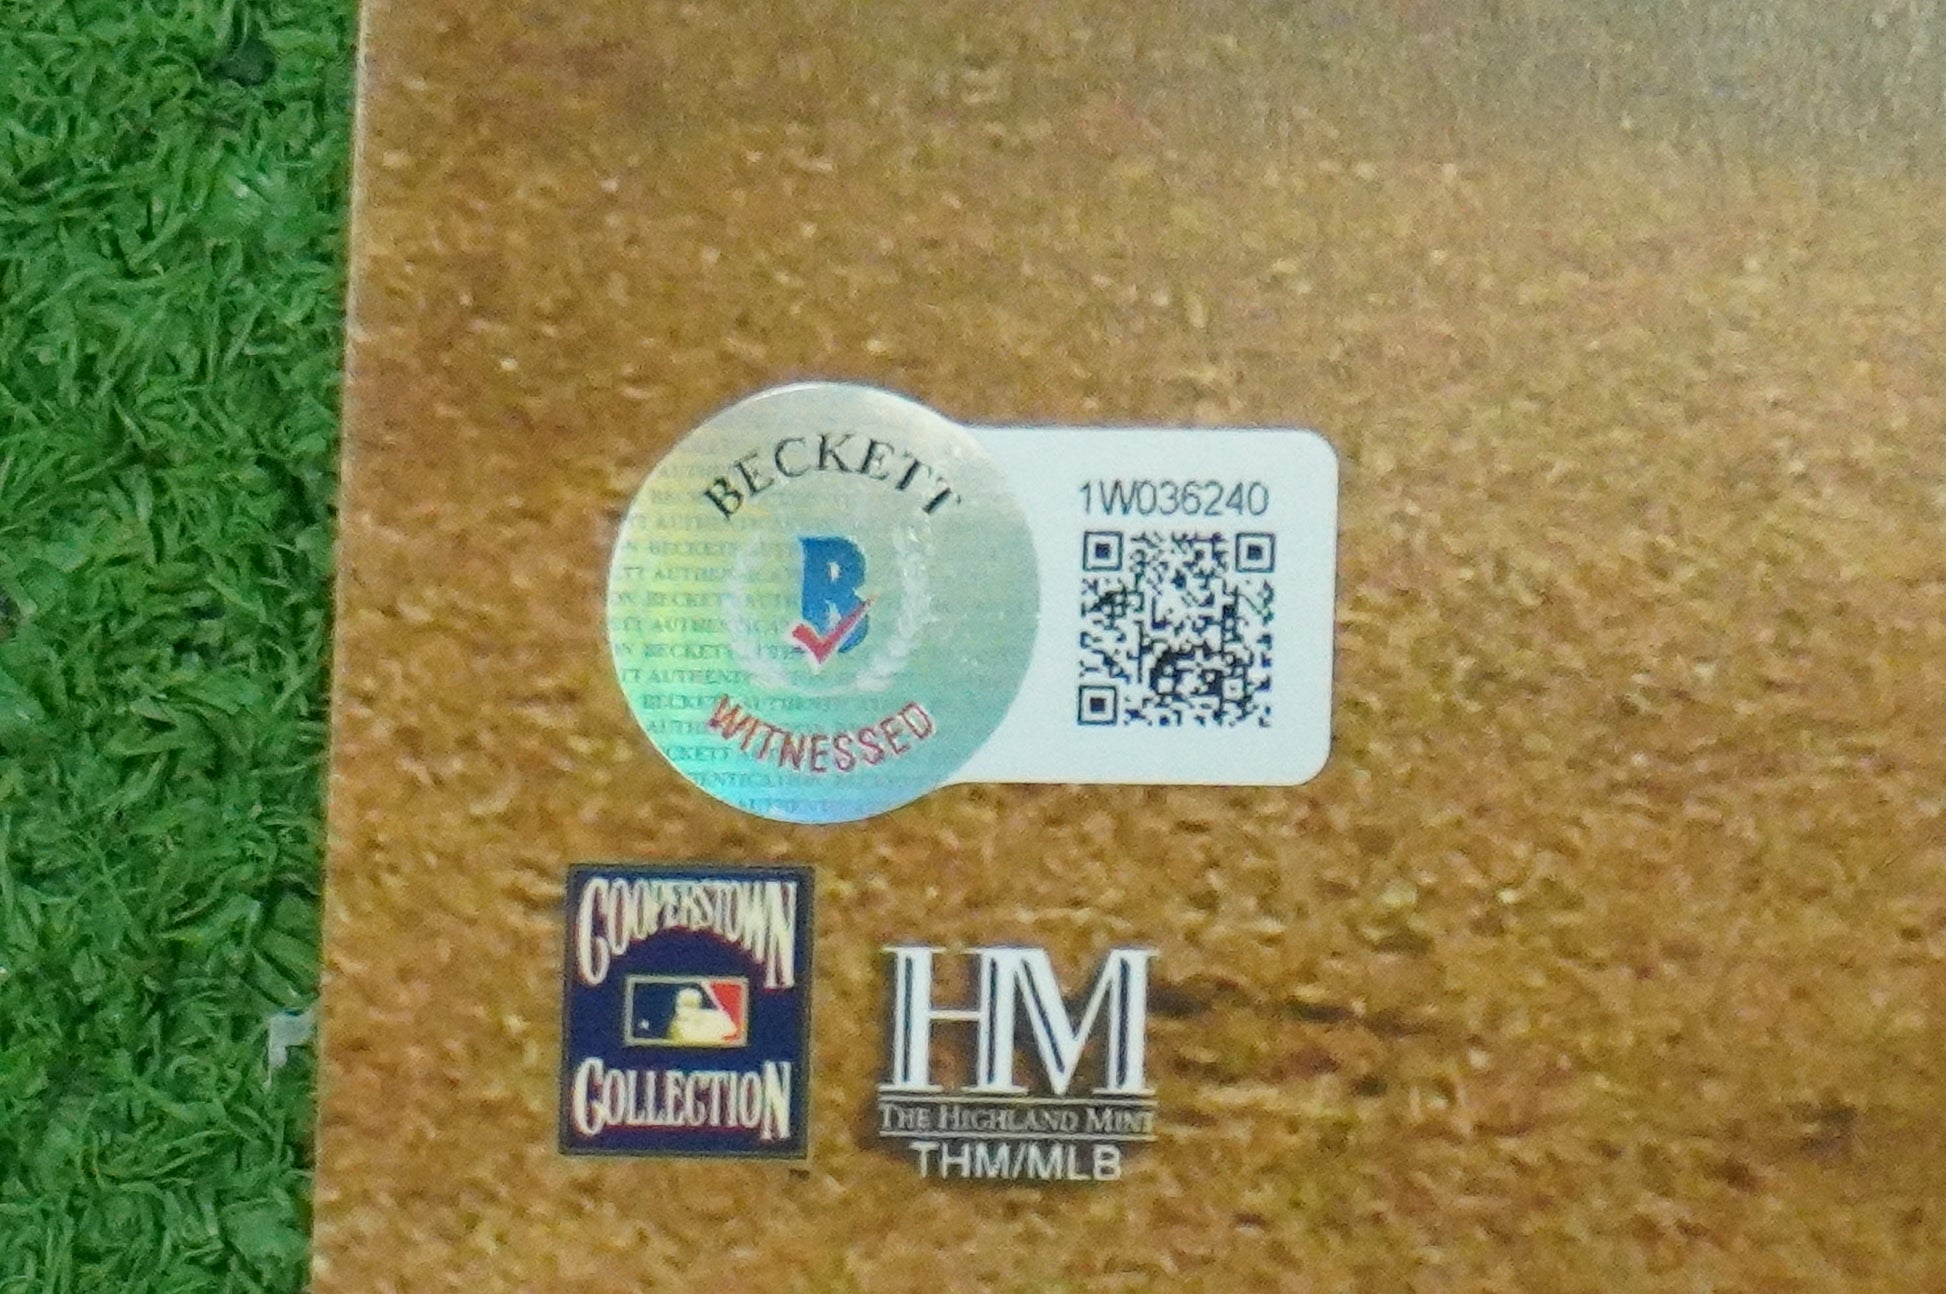 BECKETT
WITNESSED
1W036240
COOPERSTOWN
COLLECTION
HM
THE HIGHLAND MINT
THM/MLB